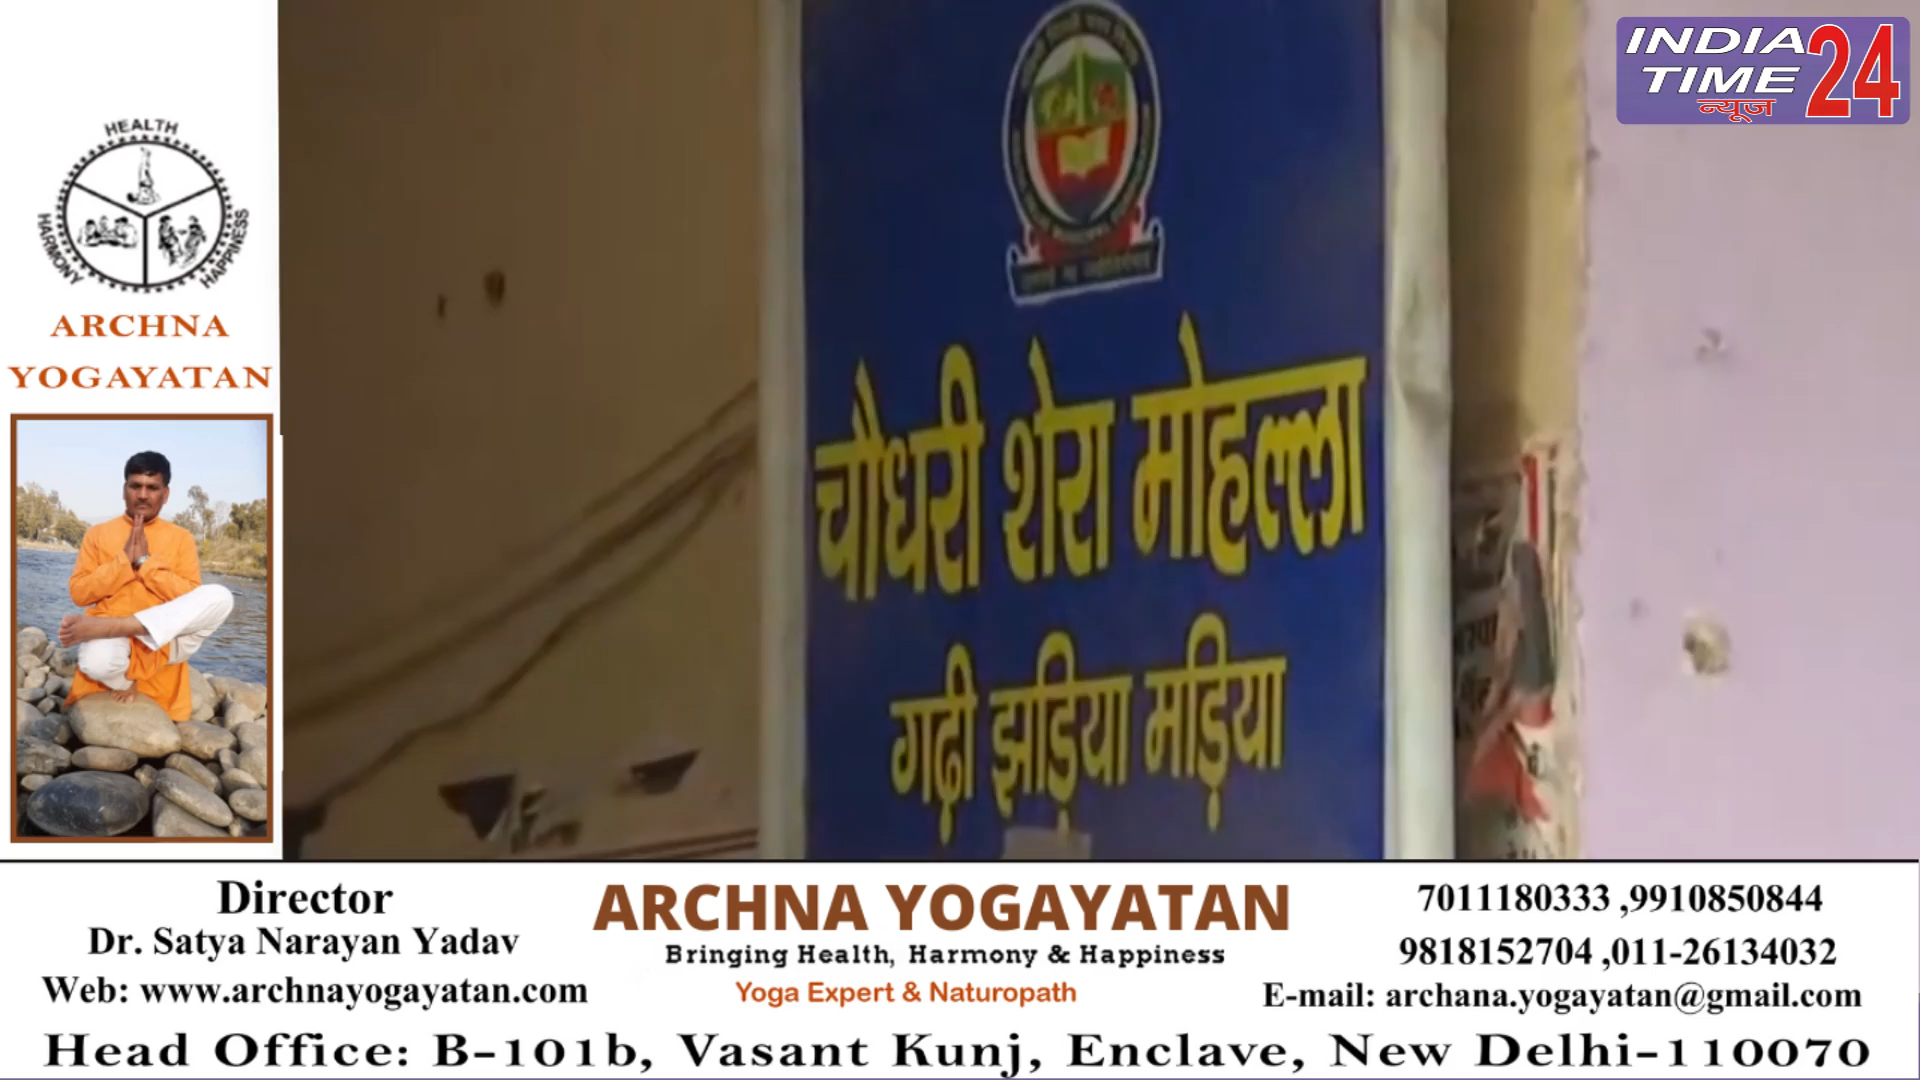 INDIA
TIME 24
न्यूज
HEALTH
HARMONY
HAPPINESS
ARCHNA
YOGAYATAN
चौधरी शेरा मोहल्ला
गढ़ी झड़िया मड़िया
Director
Dr. Satya Narayan Yadav
Web: www.archnayogayatan.com
ARCHNA YOGAYATAN
Bringing Health, Harmony & Happiness
Yoga Expert & Naturopath
7011180333 ,9910850844
9818152704 ,011-26134032
E-mail: archana.yogayatan@gmail.com
Head Office: B-101b, Vasant Kunj, Enclave, New Delhi-110070